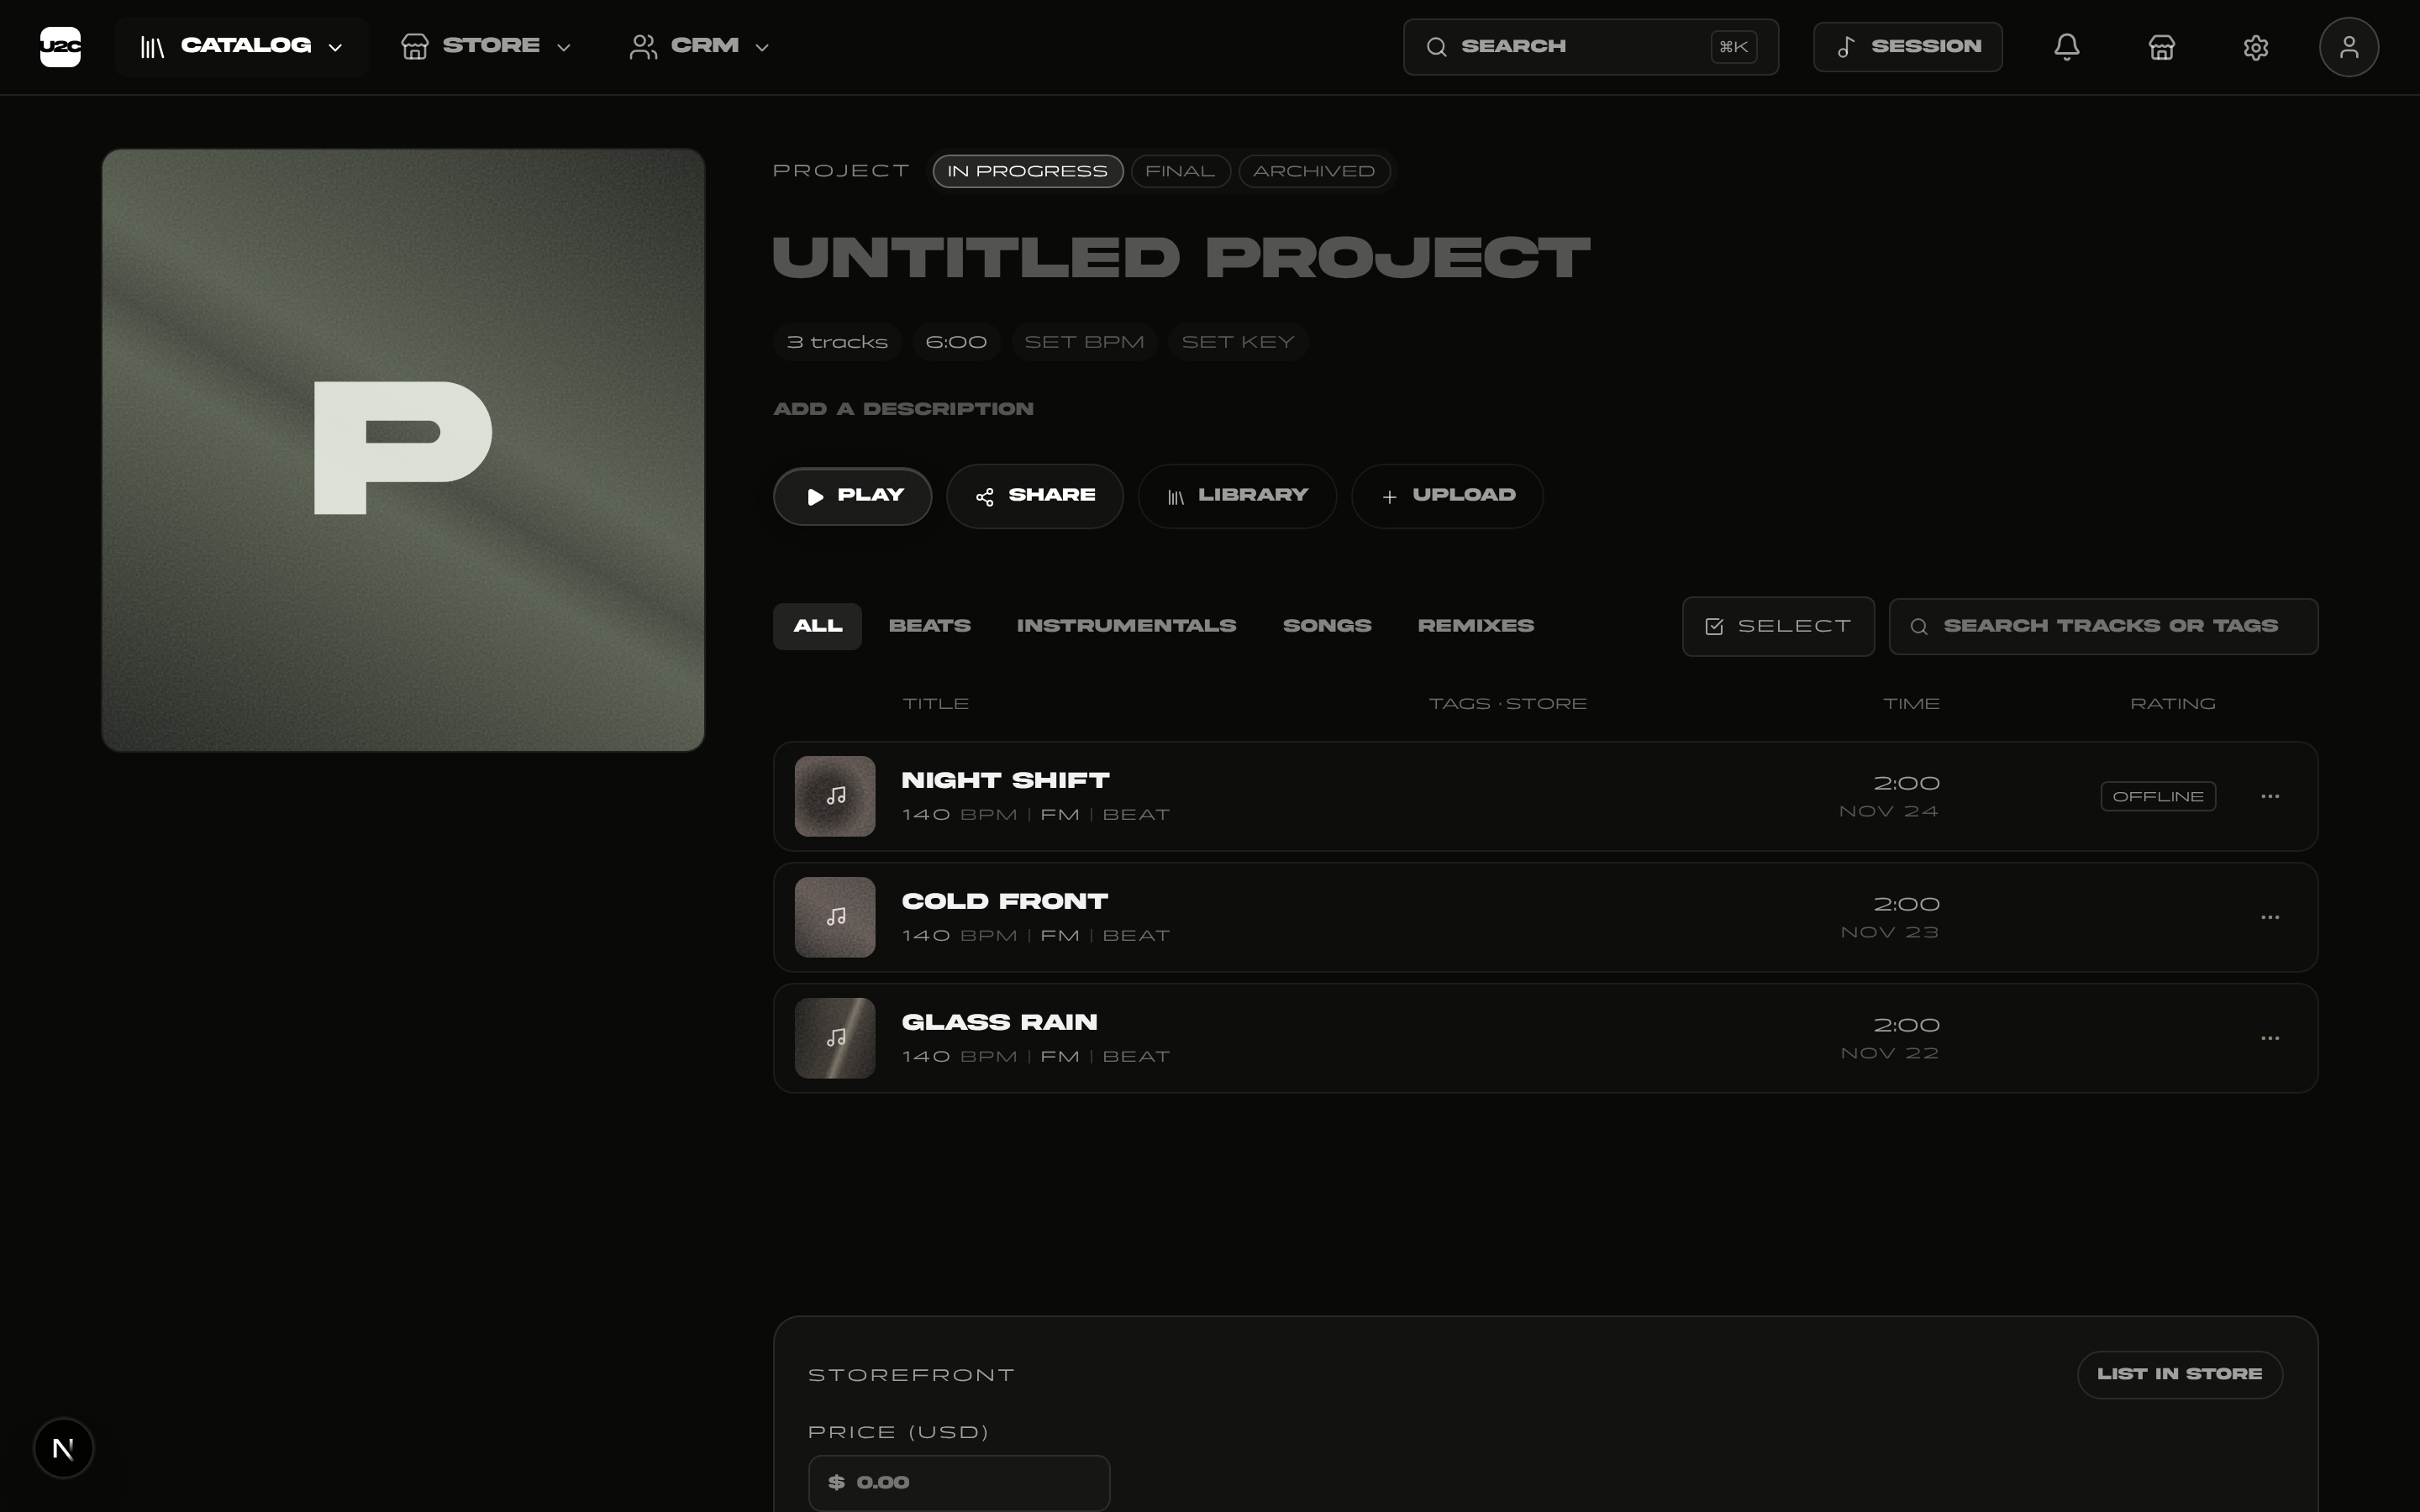 U2C CATALOG STORE CRM SEARCH ⌘K SESSION
PROJECT IN PROGRESS FINAL ARCHIVED
UNTITLED PROJECT
3 tracks 6:00 SET BPM SET KEY
ADD A DESCRIPTION
P
PLAY SHARE LIBRARY UPLOAD
ALL BEATS INSTRUMENTALS SONGS REMIXES SELECT SEARCH TRACKS OR TAGS
TITLE TAGS · STORE TIME RATING
NIGHT SHIFT 2:00
140 BPM | FM | BEAT NOV 24 OFFLINE
COLD FRONT 2:00
140 BPM | FM | BEAT NOV 23
GLASS RAIN 2:00
140 BPM | FM | BEAT NOV 22
STOREFRONT LIST IN STORE
PRICE (USD)
$ 0.00
N